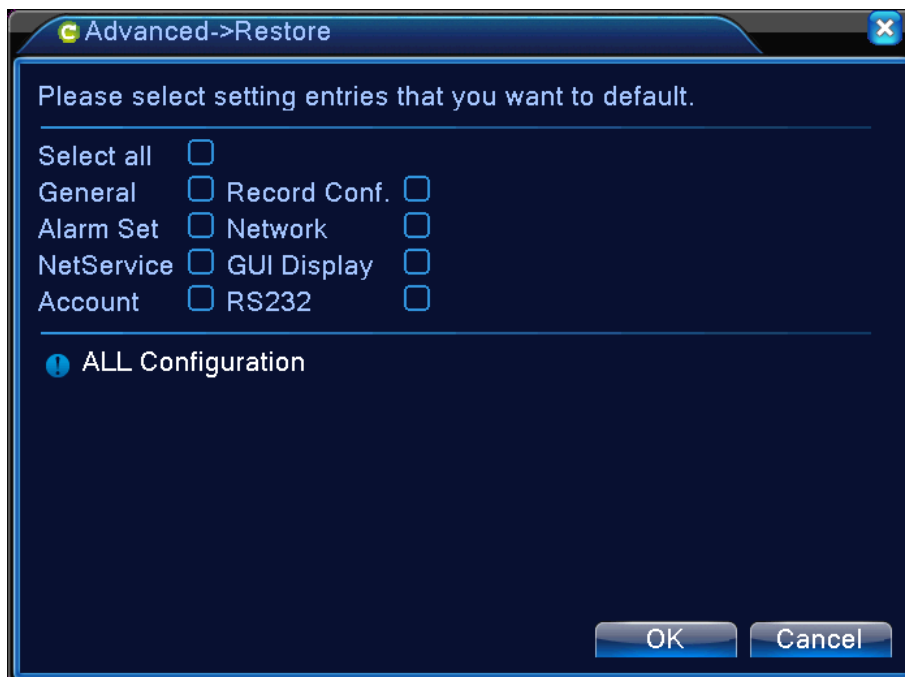 Advanced->Restore
Please select setting entries that you want to default.
Select all
General Record Conf.
Alarm Set Network
NetService GUI Display
Account RS232
ALL Configuration
OK Cancel